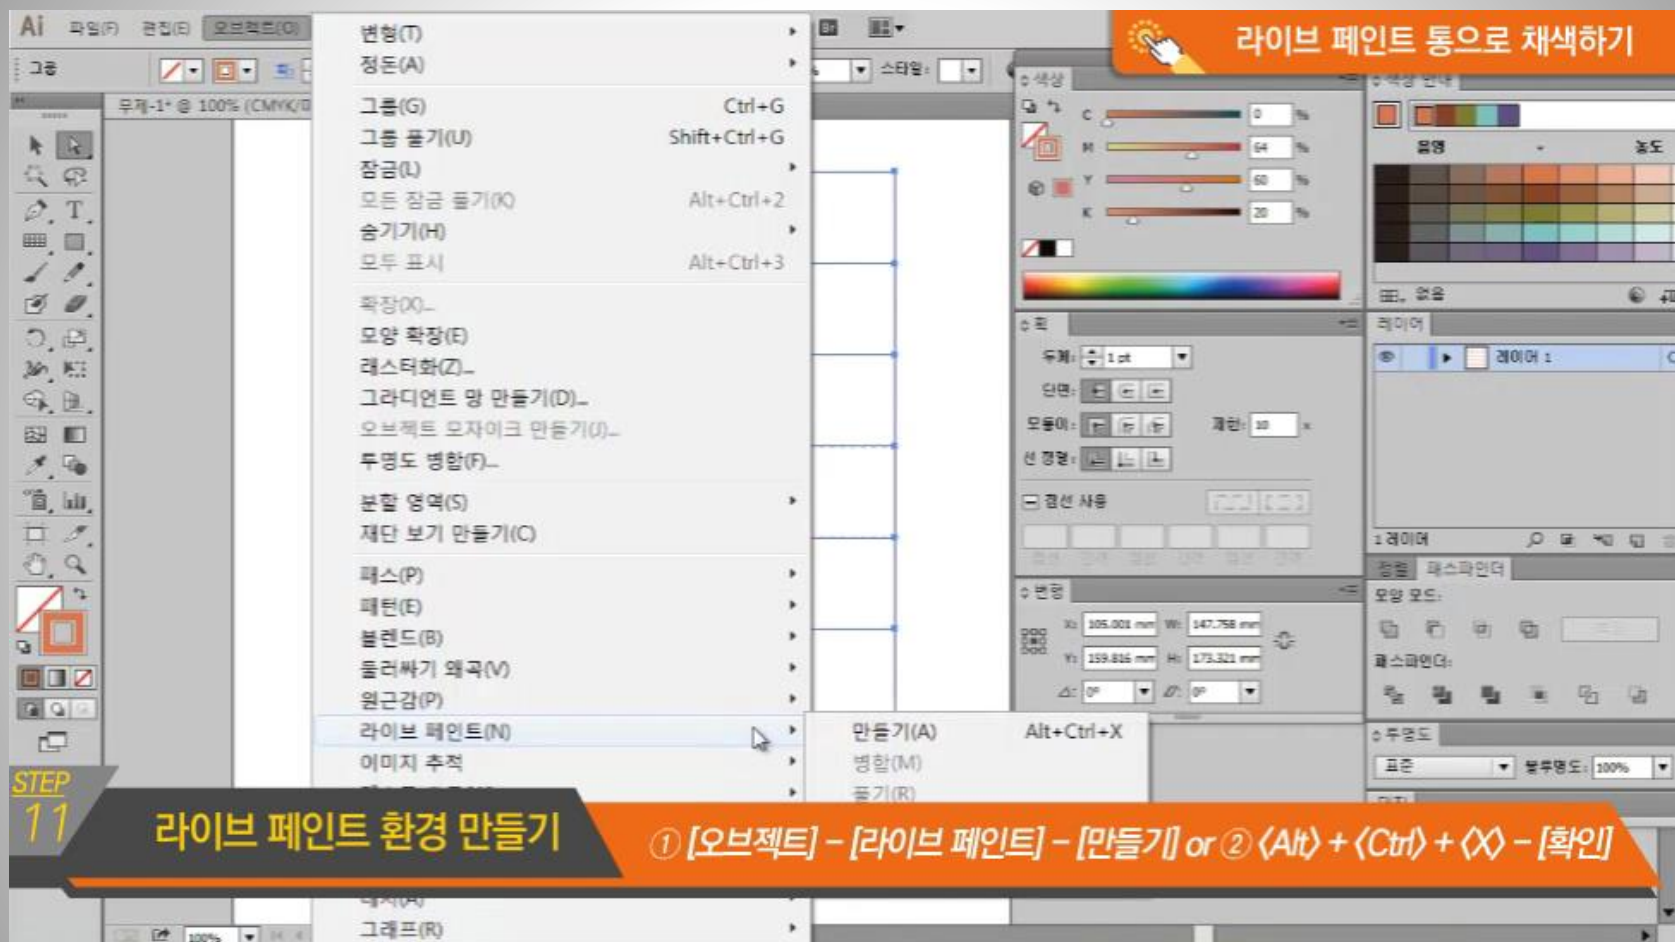 라이브 페인트 통으로 채색하기
Ai 파일(F) 편집(E) 오브젝트(O)
그룹
획:
스타일:
무제-1* @ 100% (CMYK/미
변형(T)
정돈(A)
그룹(G) Ctrl+G
그룹 풀기(U) Shift+Ctrl+G
잠금(L)
모든 잠금 풀기(K) Alt+Ctrl+2
숨기기(H)
모두 표시 Alt+Ctrl+3
확장(X)...
모양 확장(E)
래스터화(Z)...
그라디언트 망 만들기(D)...
오브젝트 모자이크 만들기(J)...
투명도 병합(F)...
분할 영역(S)
재단 보기 만들기(C)
패스(P)
패턴(E)
블렌드(B)
둘러싸기 왜곡(V)
원근감(P)
라이브 페인트(N)
이미지 추적
그래프(R)
만들기(A) Alt+Ctrl+X
병합(M)
풀기(R)
색상
C 0 %
M 64 %
Y 60 %
K 20 %
획
두께: 1 pt
단면:
모퉁이: 제한: 10 x
선 정렬:
점선 사용
변형
X: 105.001 mm W: 147.758 mm
Y: 159.816 mm H: 173.321 mm
0° 0°
색상 안내
음영 농도
없음
레이어
레이어 1
1 레이어
정렬 패스파인더
모양 모드:
패스파인더:
투명도
표준 불투명도: 100%
STEP
11
라이브 페인트 환경 만들기
① [오브젝트] – [라이브 페인트] – [만들기] or ② 〈Alt〉 + 〈Ctrl〉 + 〈X〉 – [확인]
100%